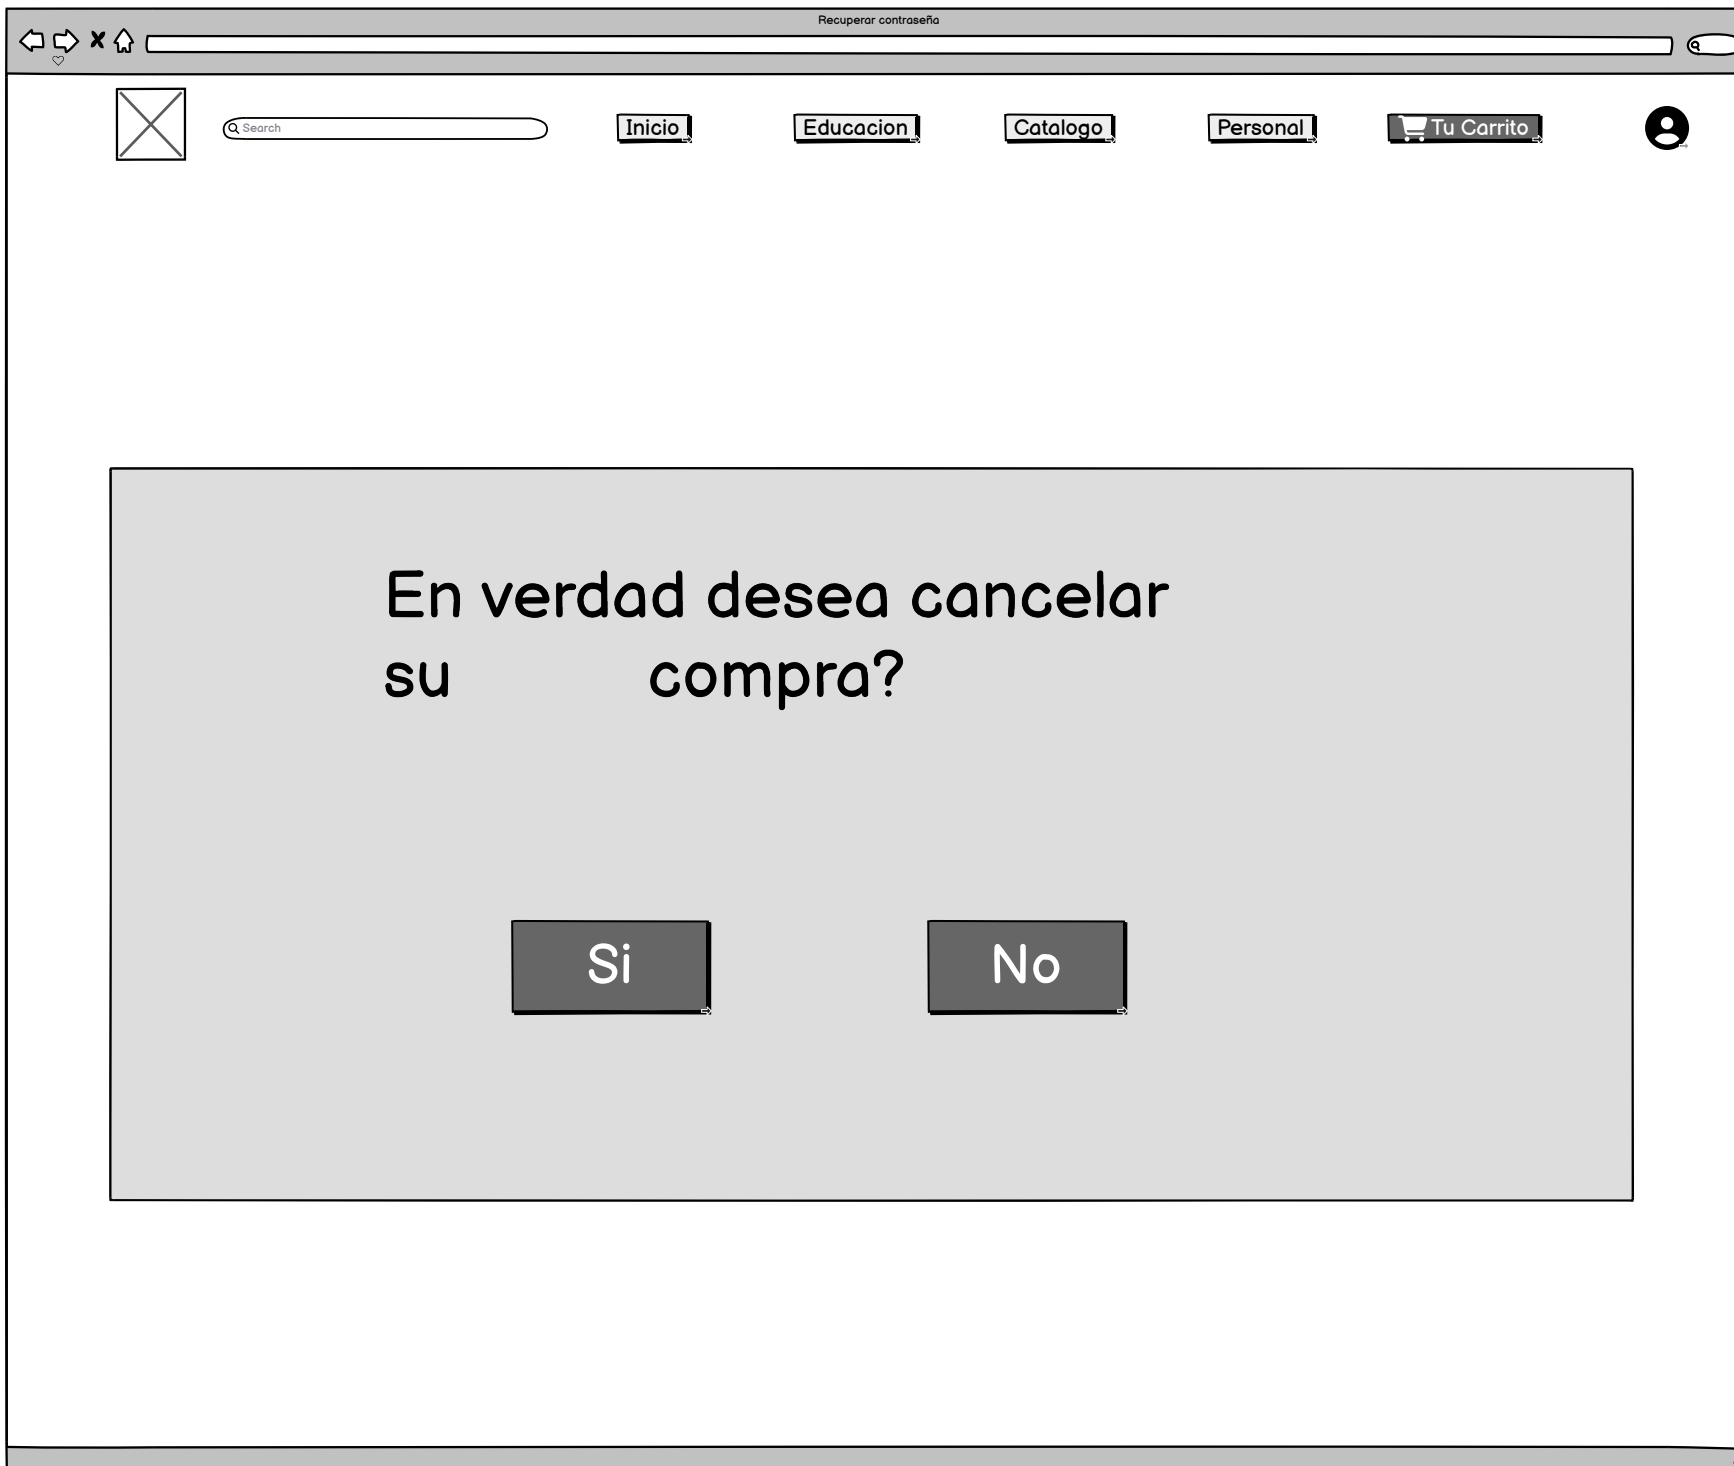 Recuperar contraseña
Search
Inicio
Educacion
Catalogo
Personal
Tu Carrito
En verdad desea cancelar
su compra?
Si
No